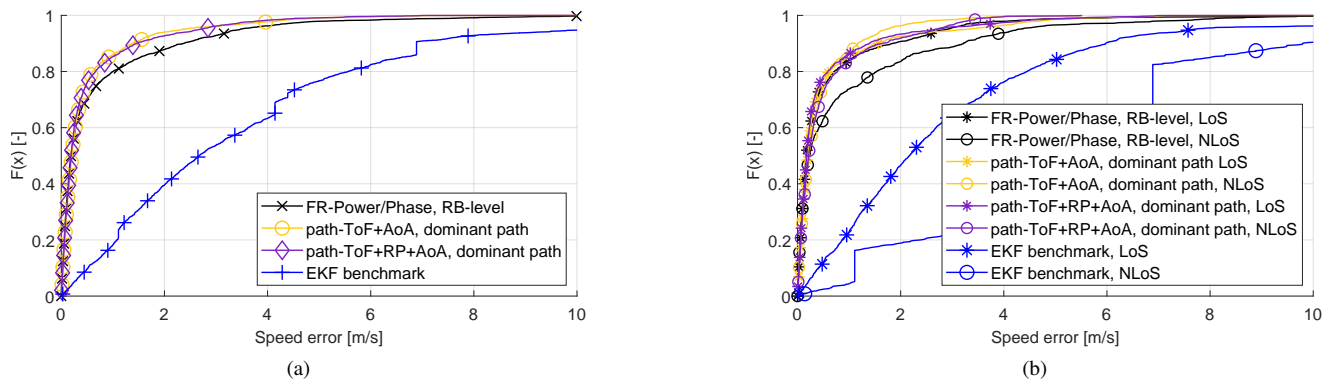 1
0.8
0.6
0.4
0.2
0
F(x) [-]
FR-Power/Phase, RB-level
path-ToF+AoA, dominant path
path-ToF+RP+AoA, dominant path
EKF benchmark
0 2 4 6 8 10
Speed error [m/s]
(a)
1
0.8
0.6
0.4
0.2
0
F(x) [-]
FR-Power/Phase, RB-level, LoS
FR-Power/Phase, RB-level, NLoS
path-ToF+AoA, dominant path LoS
path-ToF+AoA, dominant path, NLoS
path-ToF+RP+AoA, dominant path, LoS
path-ToF+RP+AoA, dominant path, NLoS
EKF benchmark, LoS
EKF benchmark, NLoS
0 2 4 6 8 10
Speed error [m/s]
(b)